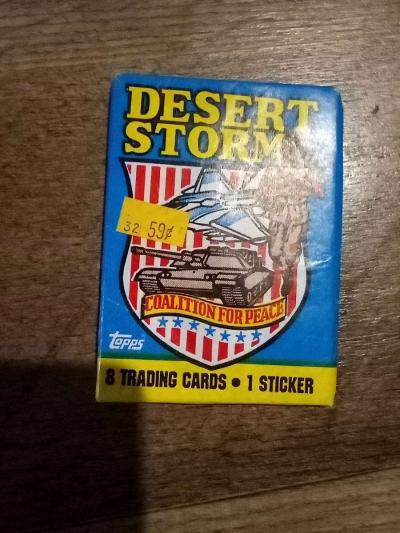 DESERT
STORM
32 59¢
COALITION FOR PEACE
Topps
8 TRADING CARDS • 1 STICKER